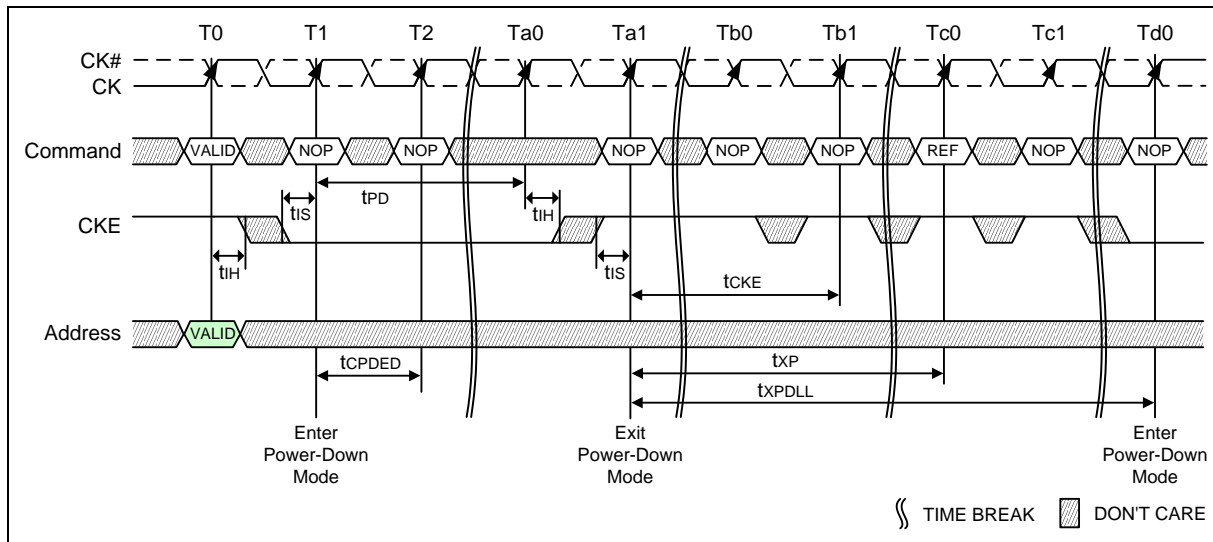 T0 T1 T2 Ta0 Ta1 Tb0 Tb1 Tc0 Tc1 Td0
CK#
CK
Command VALID NOP NOP NOP NOP NOP REF NOP NOP
tIS tPD tIH
CKE
tIH tIS
tCKE
Address VALID
tCPDED tXP
tXPDLL
Enter
Power-Down
Mode
Exit
Power-Down
Mode
Enter
Power-Down
Mode
TIME BREAK DON'T CARE